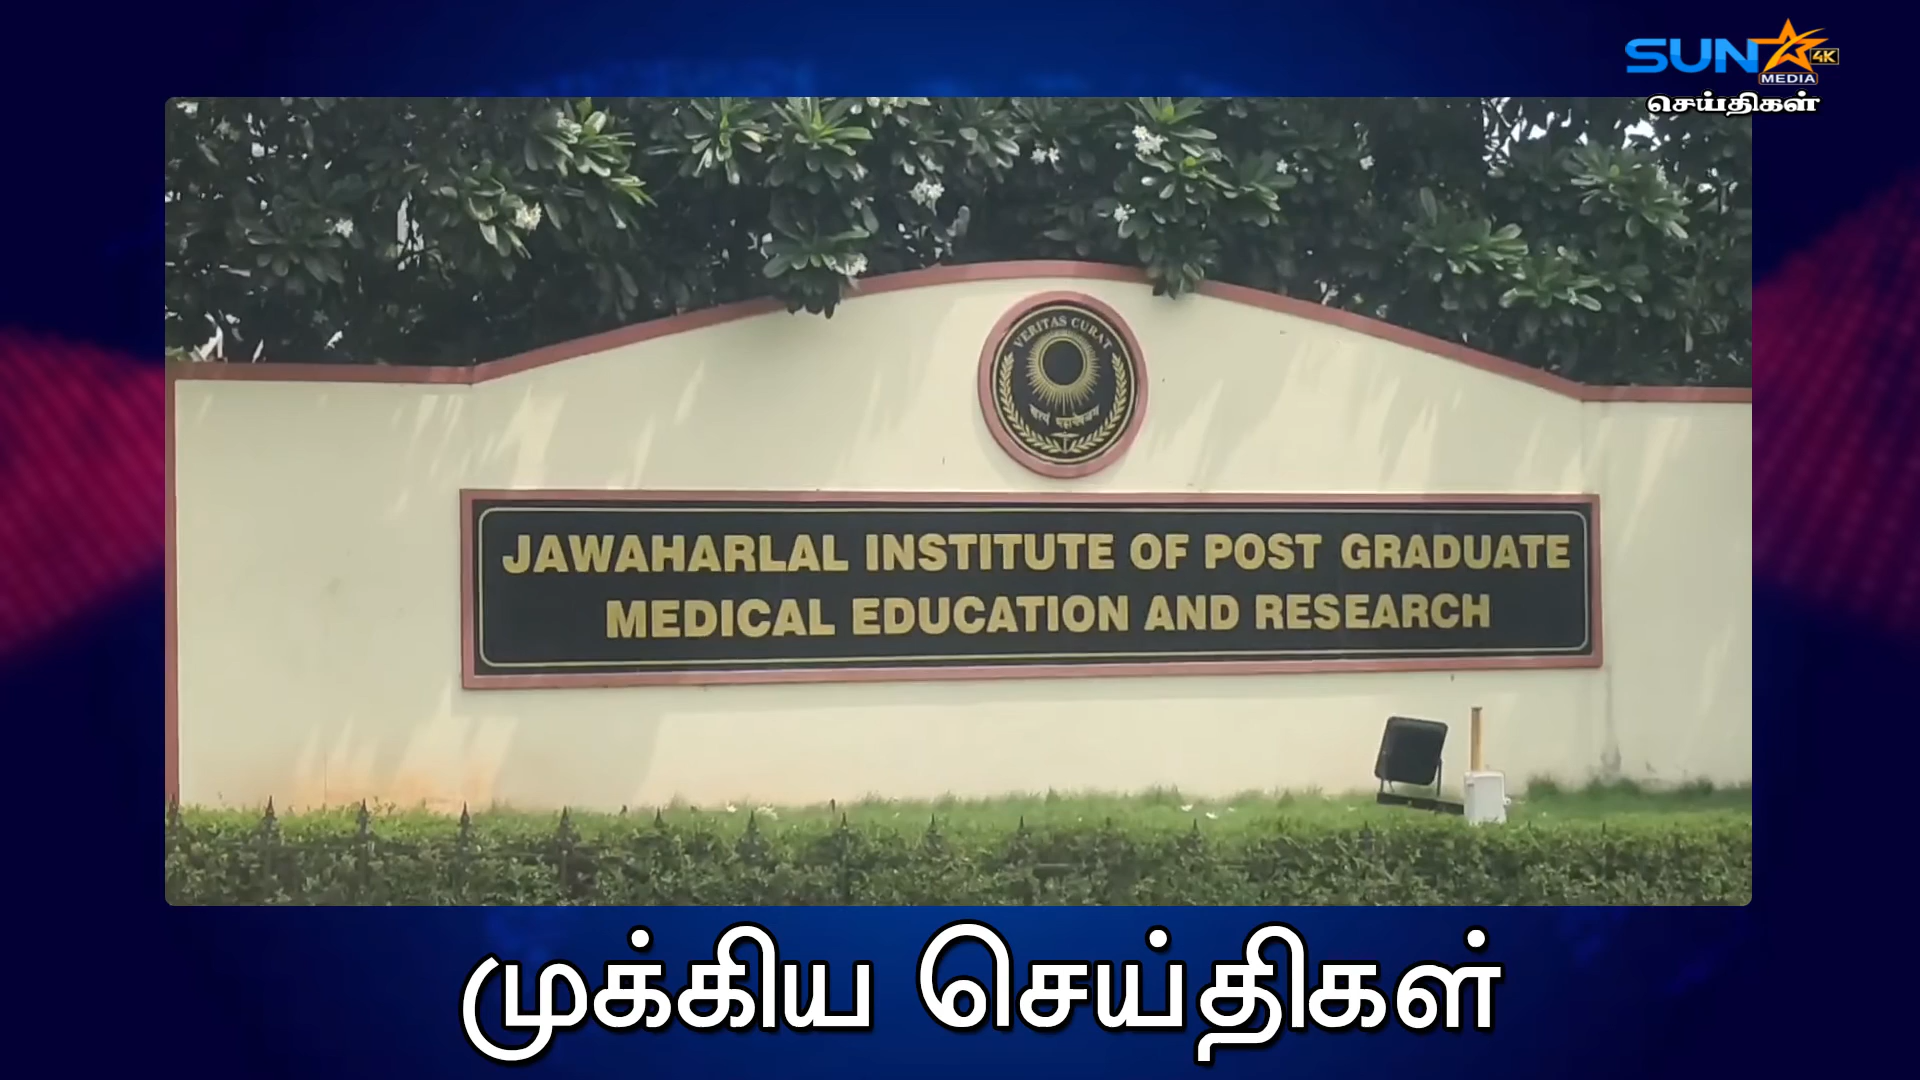 SUN 4K
MEDIA
செய்திகள்
VERITAS CURAT
JAWAHARLAL INSTITUTE OF POST GRADUATE
MEDICAL EDUCATION AND RESEARCH
முக்கிய செய்திகள்